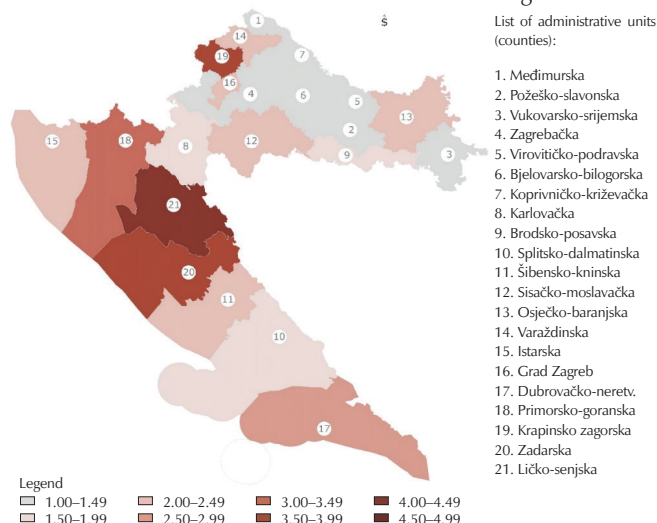 List of administrative units
(counties):
1. Međimurska
2. Požeško-slavonska
3. Vukovarsko-srijemska
4. Zagrebačka
5. Virovitičko-podravska
6. Bjelovarsko-bilogorska
7. Koprivničko-križevačka
8. Karlovačka
9. Brodsko-posavska
10. Splitsko-dalmatinska
11. Šibensko-kninska
12. Sisačko-moslavačka
13. Osječko-baranjska
14. Varaždinska
15. Istarska
16. Grad Zagreb
17. Dubrovačko-neretv.
18. Primorsko-goranska
19. Krapinsko zagorska
20. Zadarska
21. Ličko-senjska
1
14
7
19
16
4
6
5
13
15
18
8
12
2
9
3
21
20
11
10
17
Legend
1.00–1.49 2.00–2.49 3.00–3.49 4.00–4.49
1.50–1.99 2.50–2.99 3.50–3.99 4.50–4.99